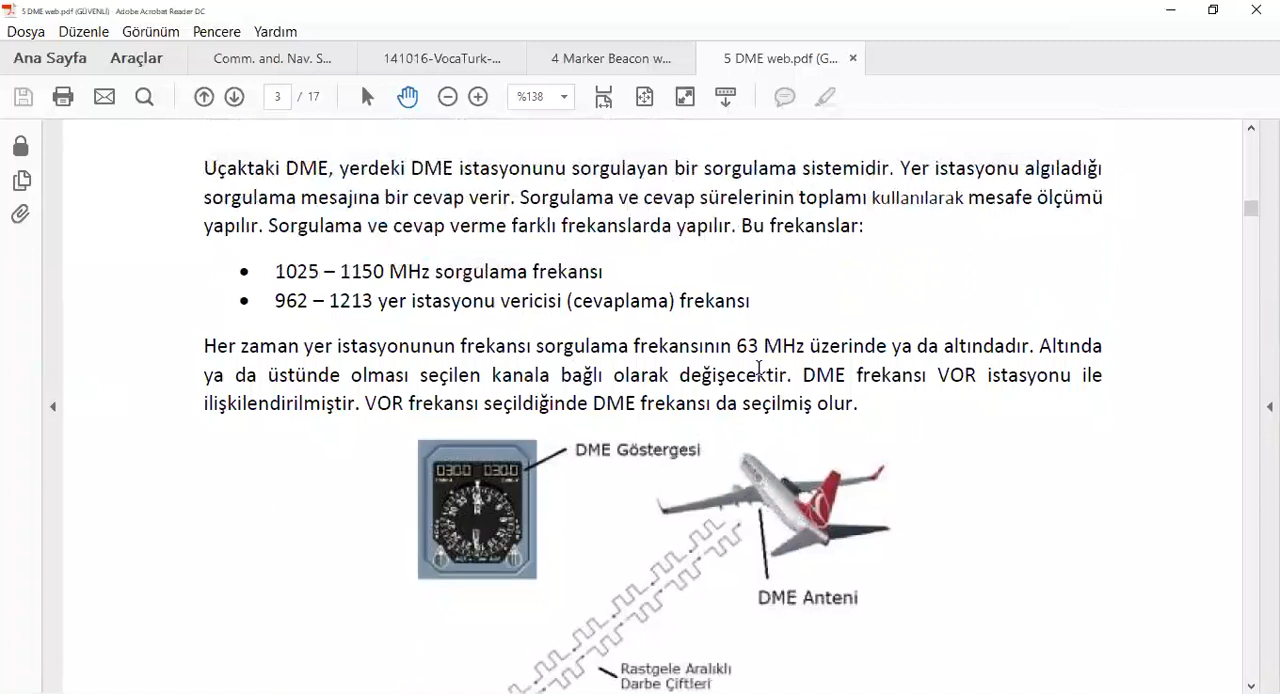 5 DME web.pdf (GÜVENLİ) - Adobe Acrobat Reader DC
Dosya Düzenle Görünüm Pencere Yardım
Ana Sayfa Araçlar Comm. and. Nav. S... 141016-VocaTurk-... 4 Marker Beacon w... 5 DME web.pdf (G... ×
3 / 17 %138
Uçaktaki DME, yerdeki DME istasyonunu sorgulayan bir sorgulama sistemidir. Yer istasyonu algıladığı
sorgulama mesajına bir cevap verir. Sorgulama ve cevap sürelerinin toplamı kullanılarak mesafe ölçümü
yapılır. Sorgulama ve cevap verme farklı frekanslarda yapılır. Bu frekanslar:
• 1025 – 1150 MHz sorgulama frekansı
• 962 – 1213 yer istasyonu vericisi (cevaplama) frekansı
Her zaman yer istasyonunun frekansı sorgulama frekansının 63 MHz üzerinde ya da altındadır. Altında
ya da üstünde olması seçilen kanala bağlı olarak değişecektir. DME frekansı VOR istasyonu ile
ilişkilendirilmiştir. VOR frekansı seçildiğinde DME frekansı da seçilmiş olur.
DME Göstergesi
0300 0300
DME Anteni
Rastgele Aralıklı
Darbe Çiftleri